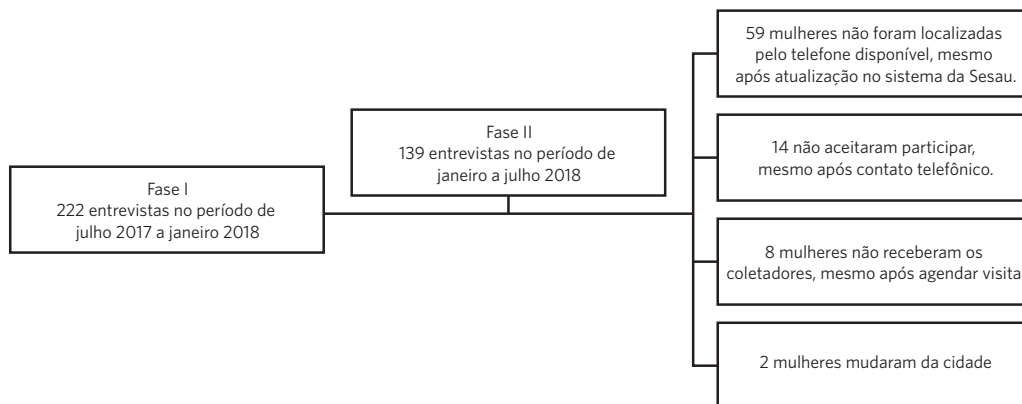 Fase I
222 entrevistas no período de
julho 2017 a janeiro 2018
Fase II
139 entrevistas no período de
janeiro a julho 2018
59 mulheres não foram localizadas
pelo telefone disponível, mesmo
após atualização no sistema da Sesau.
14 não aceitaram participar,
mesmo após contato telefônico.
8 mulheres não receberam os
coletadores, mesmo após agendar visita
2 mulheres mudaram da cidade